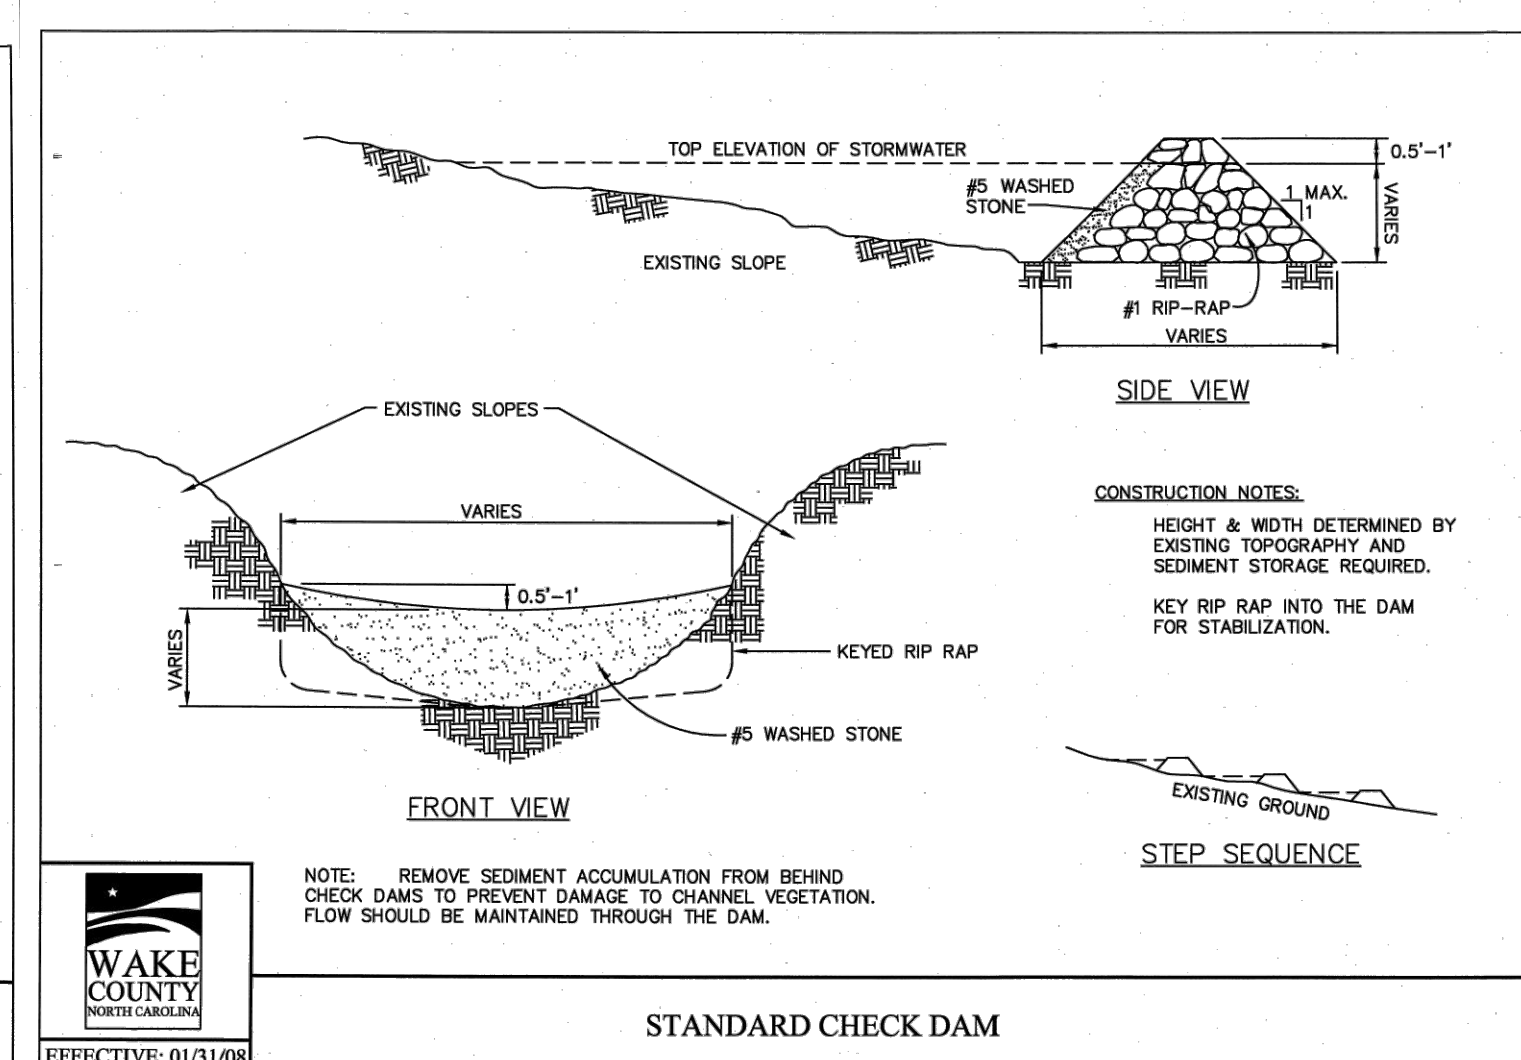 TOP ELEVATION OF STORMWATER
0.5'-1'
#5 WASHED
STONE
1 MAX.
1
VARIES
EXISTING SLOPE
#1 RIP-RAP
VARIES
SIDE VIEW
EXISTING SLOPES
VARIES
0.5'-1'
VARIES
KEYED RIP RAP
#5 WASHED STONE
FRONT VIEW
CONSTRUCTION NOTES:
HEIGHT & WIDTH DETERMINED BY
EXISTING TOPOGRAPHY AND
SEDIMENT STORAGE REQUIRED.
KEY RIP RAP INTO THE DAM
FOR STABILIZATION.
EXISTING GROUND
STEP SEQUENCE
NOTE: REMOVE SEDIMENT ACCUMULATION FROM BEHIND
CHECK DAMS TO PREVENT DAMAGE TO CHANNEL VEGETATION.
FLOW SHOULD BE MAINTAINED THROUGH THE DAM.
WAKE
COUNTY
NORTH CAROLINA
STANDARD CHECK DAM
EFFECTIVE: 01/31/08